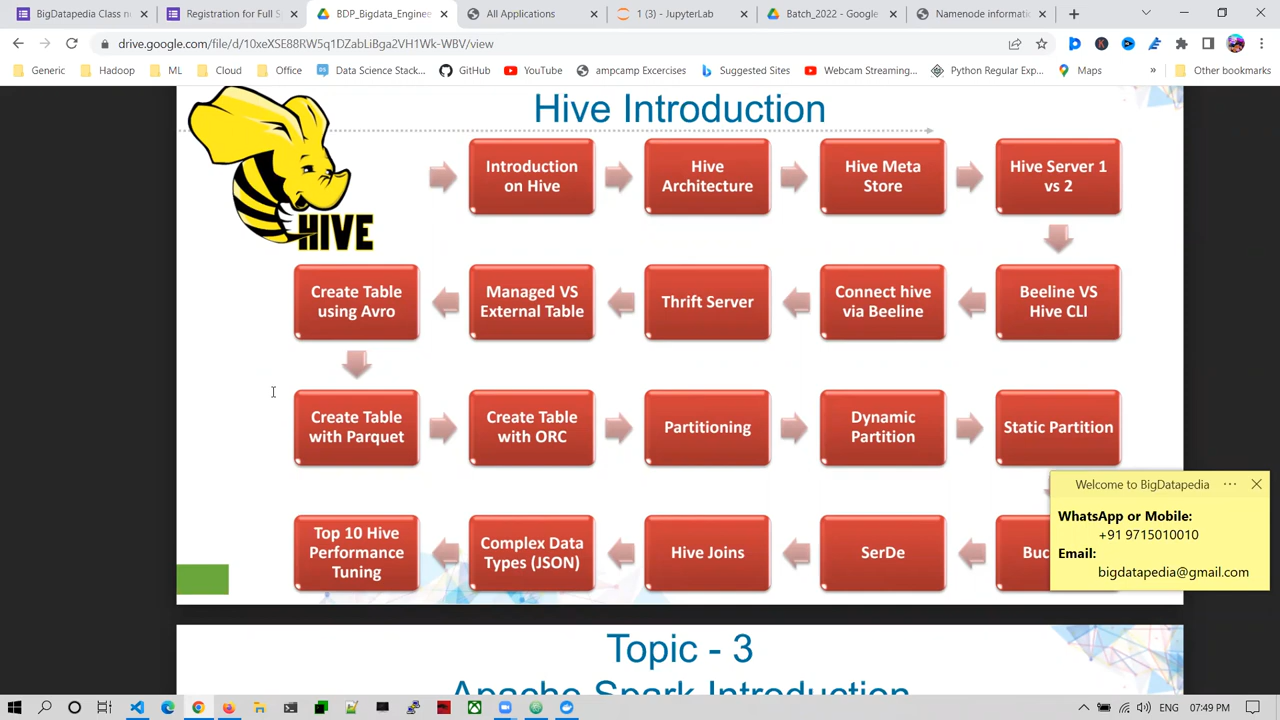 BigDatapedia Class n
Registration for Full S
BDP_Bigdata_Enginee
All Applications
1 (3) - JupyterLab
Batch_2022 - Google
Namenode informati
drive.google.com/file/d/10xeXSE88RW5q1DZabLiBga2VH1Wk-WPV/view
Generic
Hadoop
ML
Cloud
Office
Data Science Stack...
GitHub
YouTube
ampcamp Excercises
Suggested Sites
Webcam Streaming...
Python Regular Exp...
Maps
»
Other bookmarks
Hive Introduction
HIVE
Introduction
on Hive
Hive
Architecture
Hive Meta
Store
Hive Server 1
vs 2
Create Table
using Avro
Managed VS
External Table
Thrift Server
Connect hive
via Beeline
Beeline VS
Hive CLI
Create Table
with Parquet
Create Table
with ORC
Partitioning
Dynamic
Partition
Static Partition
Top 10 Hive
Performance
Tuning
Complex Data
Types (JSON)
Hive Joins
SerDe
Buc
Welcome to BigDatapedia
WhatsApp or Mobile:
+91 9715010010
Email:
bigdatapedia@gmail.com
Topic - 3
Apache Spark Introduction
ENG
07:49 PM